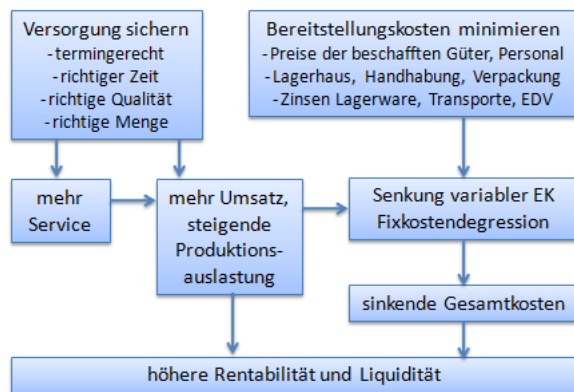 Versorgung sichern
-termingerecht
-richtiger Zeit
-richtige Qualität
-richtige Menge
Bereitstellungskosten minimieren
-Preise der beschafften Güter, Personal
-Lagerhaus, Handhabung, Verpackung
-Zinsen Lagerware, Transporte, EDV
mehr
Service
mehr Umsatz,
steigende
Produktions-
auslastung
Senkung variabler EK
Fixkostendegression
sinkende Gesamtkosten
höhere Rentabilität und Liquidität